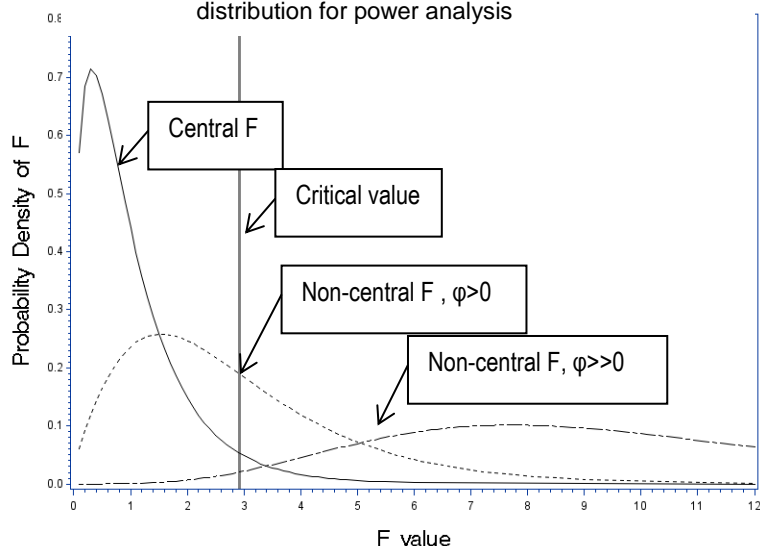 distribution for power analysis
Probability Density of F
0.8
0.7
0.6
0.5
0.4
0.3
0.2
0.1
0.0
Central F
Critical value
Non-central F , φ>0
Non-central F, φ>>0
0 1 2 3 4 5 6 7 8 9 10 11 12
F value